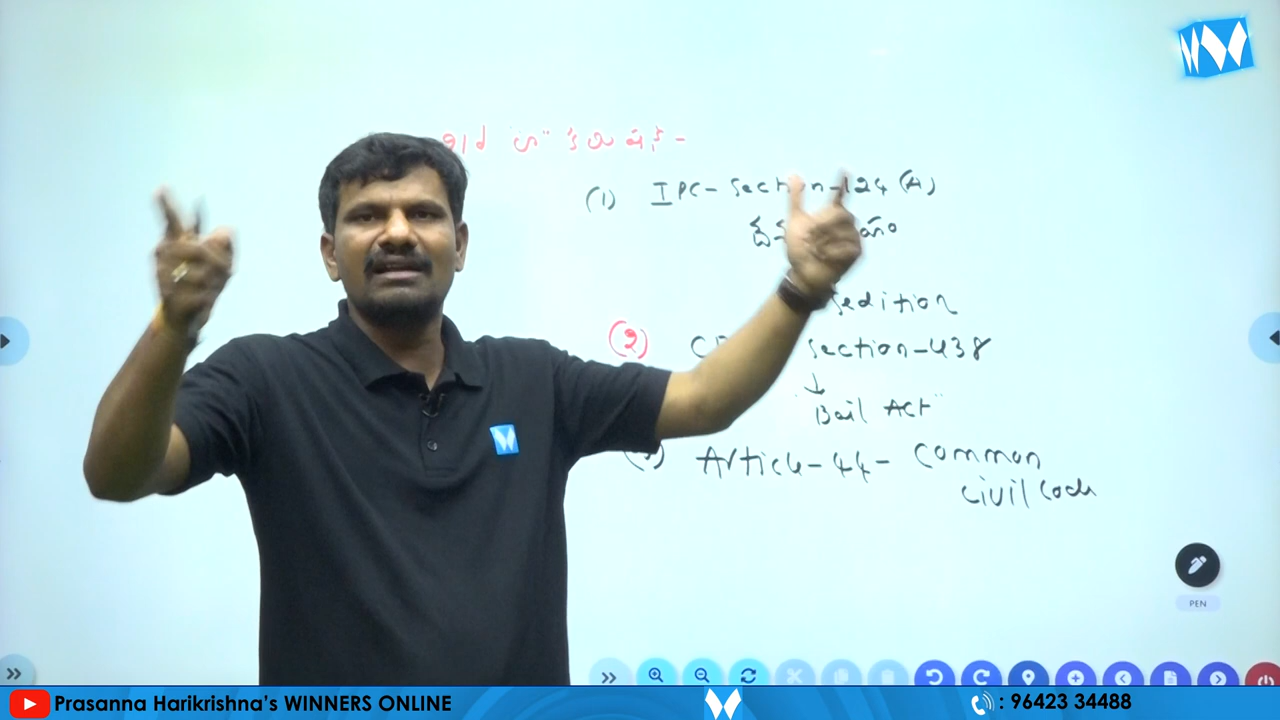 (1) IPC - Section - 124 (A)
Sedition
(2) section - 438
"Bail Act"
Article - 44 - Common
Civil Code
PEN
Prasanna Harikrishna's WINNERS ONLINE
W
: 96423 34488